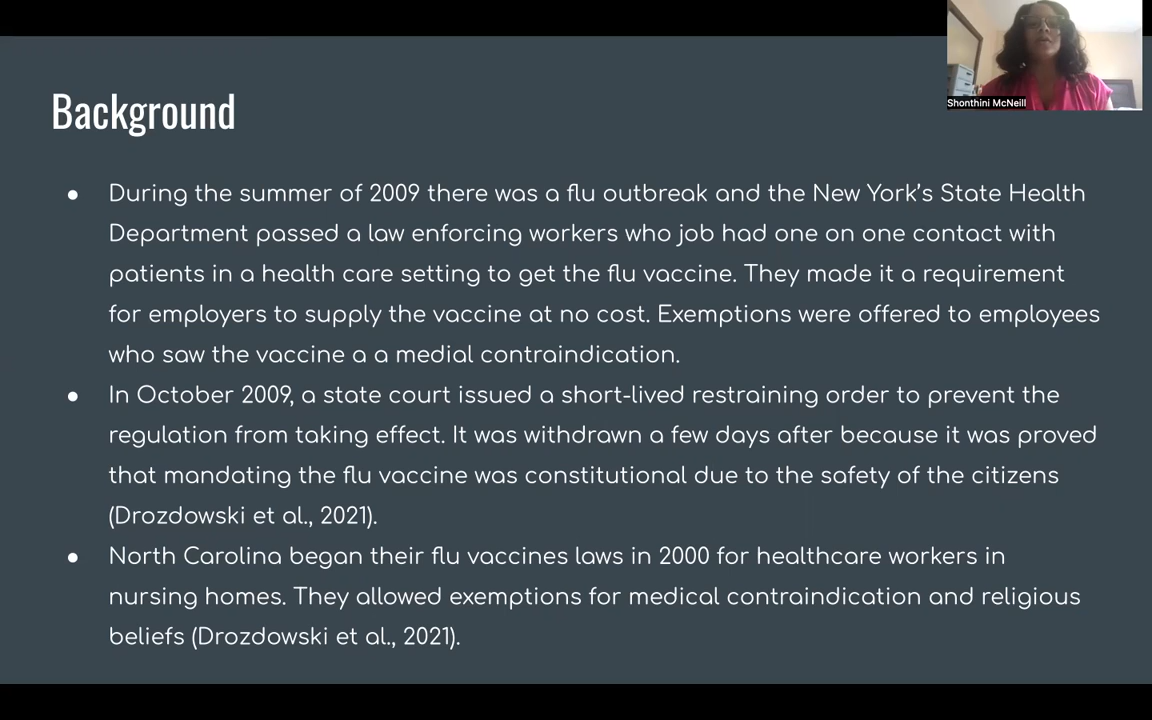 Background
Shonthini McNeill
● During the summer of 2009 there was a flu outbreak and the New York's State Health
Department passed a law enforcing workers who job had one on one contact with
patients in a health care setting to get the flu vaccine. They made it a requirement
for employers to supply the vaccine at no cost. Exemptions were offered to employees
who saw the vaccine a a medial contraindication.
● In October 2009, a state court issued a short-lived restraining order to prevent the
regulation from taking effect. It was withdrawn a few days after because it was proved
that mandating the flu vaccine was constitutional due to the safety of the citizens
(Drozdowski et al., 2021).
● North Carolina began their flu vaccines laws in 2000 for healthcare workers in
nursing homes. They allowed exemptions for medical contraindication and religious
beliefs (Drozdowski et al., 2021).